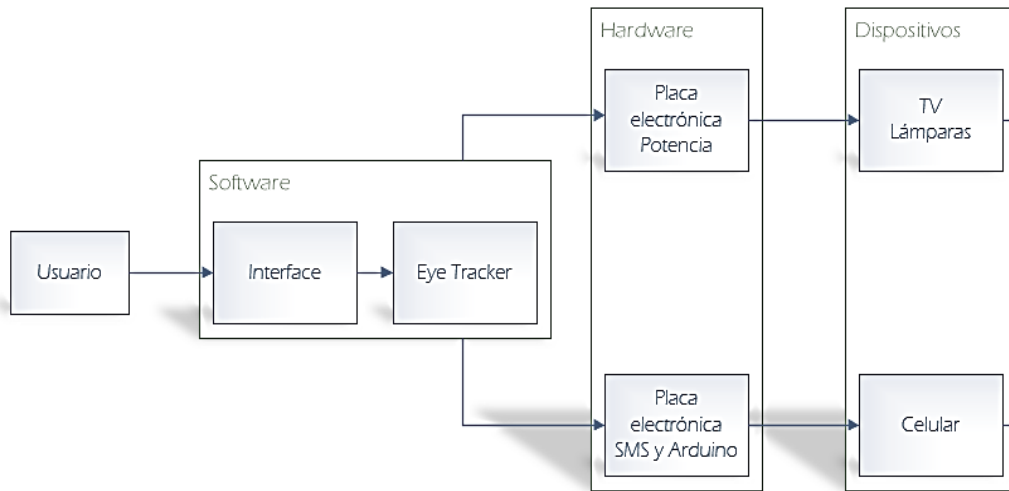 Hardware
Dispositivos
Placa
electrónica
Potencia
TV
Lámparas
Software
Usuario
Interface
Eye Tracker
Placa
electrónica
SMS y Arduino
Celular